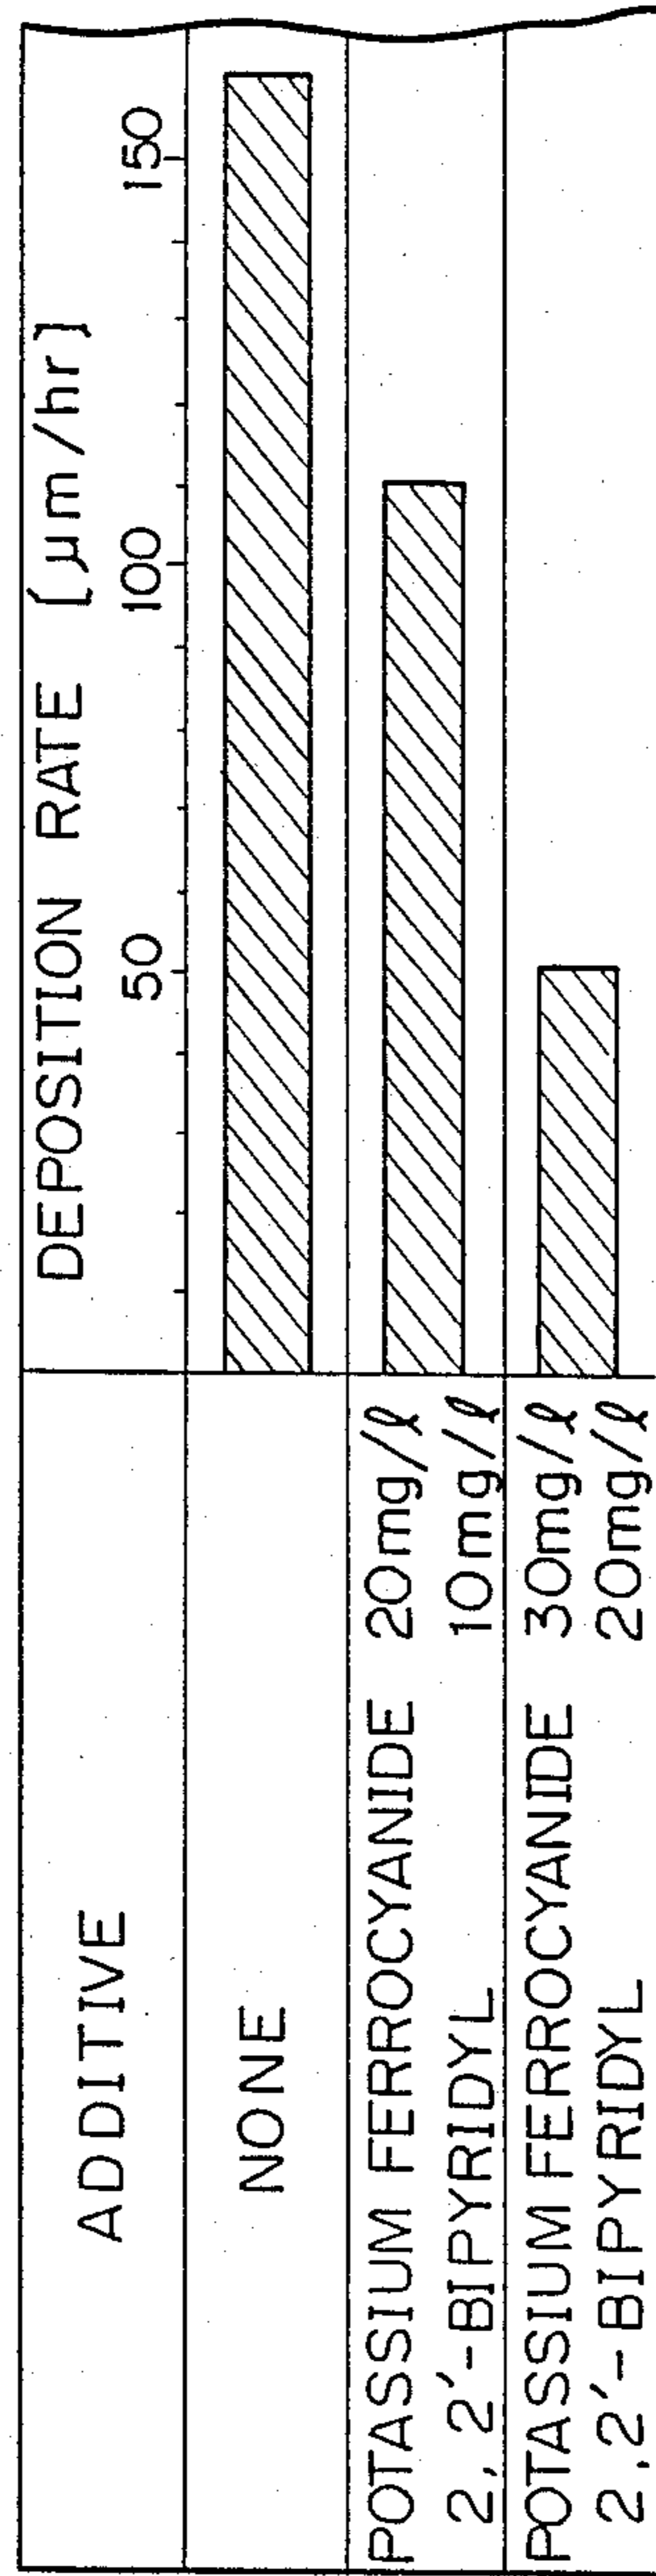 ADDITIVE
DEPOSITION RATE [μm/hr]
50 100 150
NONE
POTASSIUM FERROCYANIDE 20mg/ℓ
2,2′-BIPYRIDYL 10mg/ℓ
POTASSIUM FERROCYANIDE 30mg/ℓ
2,2′-BIPYRIDYL 20mg/ℓ